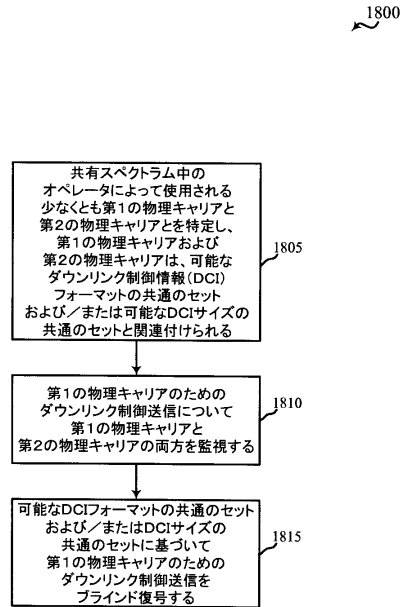 1800
共有スペクトラム中の
オペレータによって使用される
少なくとも第1の物理キャリアと
第2の物理キャリアとを特定し、
第1の物理キャリアおよび
第2の物理キャリアは、可能な
ダウンリンク制御情報(DCI)
フォーマットの共通のセット
および/または可能なDCIサイズの
共通のセットと関連付けられる
1805
第1の物理キャリアのための
ダウンリンク制御送信について
第1の物理キャリアと
第2の物理キャリアの両方を監視する
1810
可能なDCIフォーマットの共通のセット
および/またはDCIサイズの
共通のセットに基づいて
第1の物理キャリアのための
ダウンリンク制御送信を
ブラインド復号する
1815